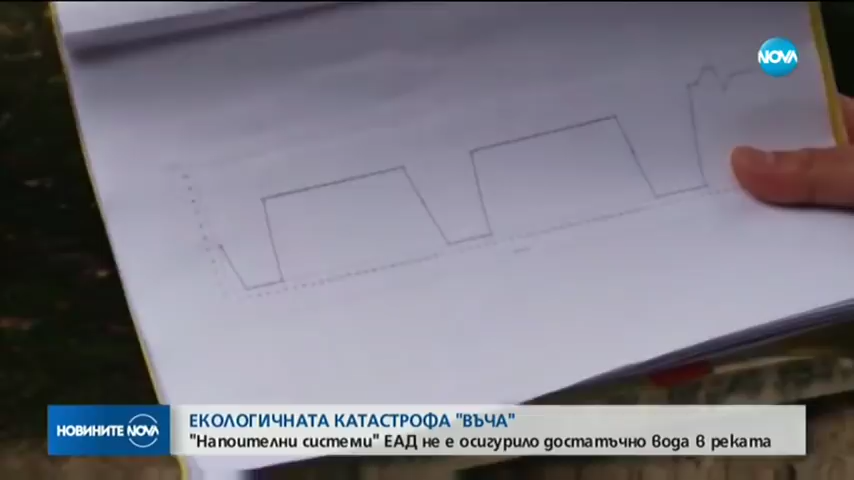 NOVA
НОВИНИТЕ NOVA
ЕКОЛОГИЧНАТА КАТАСТРОФА "ВЪЧА"
"Напоителни системи" ЕАД не е осигурило достатъчно вода в реката